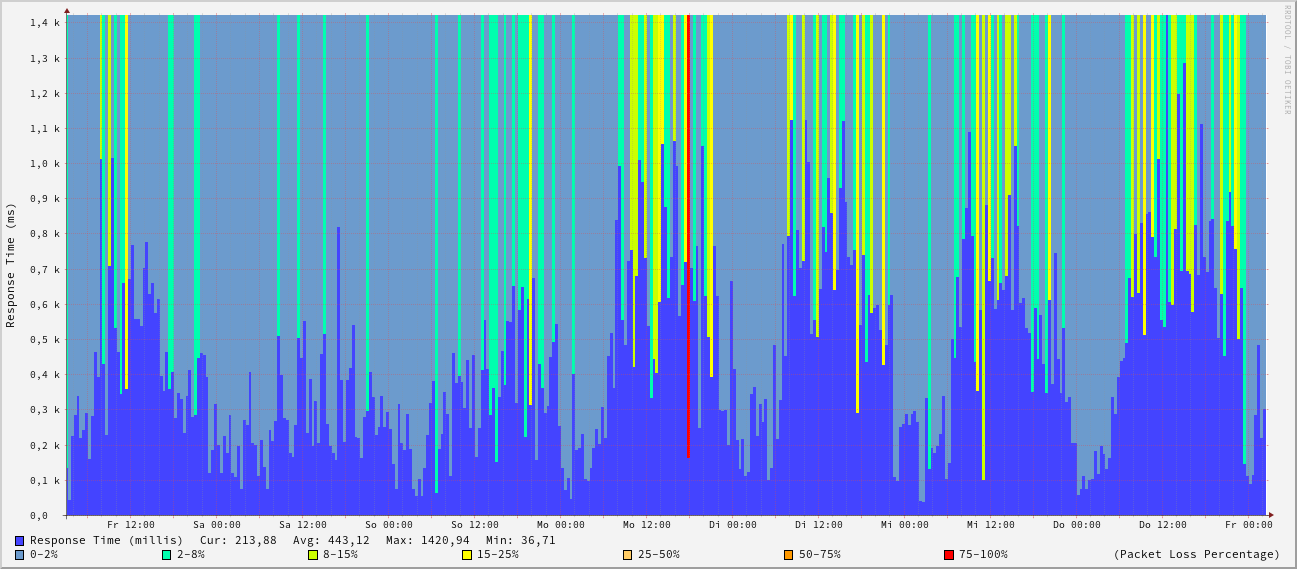 RRDTOOL / TOBI OETIKER
Response Time (ms)
1,4 k
1,3 k
1,2 k
1,1 k
1,0 k
0,9 k
0,8 k
0,7 k
0,6 k
0,5 k
0,4 k
0,3 k
0,2 k
0,1 k
0,0
Fr 12:00 Sa 00:00 Sa 12:00 So 00:00 So 12:00 Mo 00:00 Mo 12:00 Di 00:00 Di 12:00 Mi 00:00 Mi 12:00 Do 00:00 Do 12:00 Fr 00:00
Response Time (millis) Cur: 213,88 Avg: 443,12 Max: 1420,94 Min: 36,71
0-2% 2-8% 8-15% 15-25% 25-50% 50-75% 75-100% (Packet Loss Percentage)